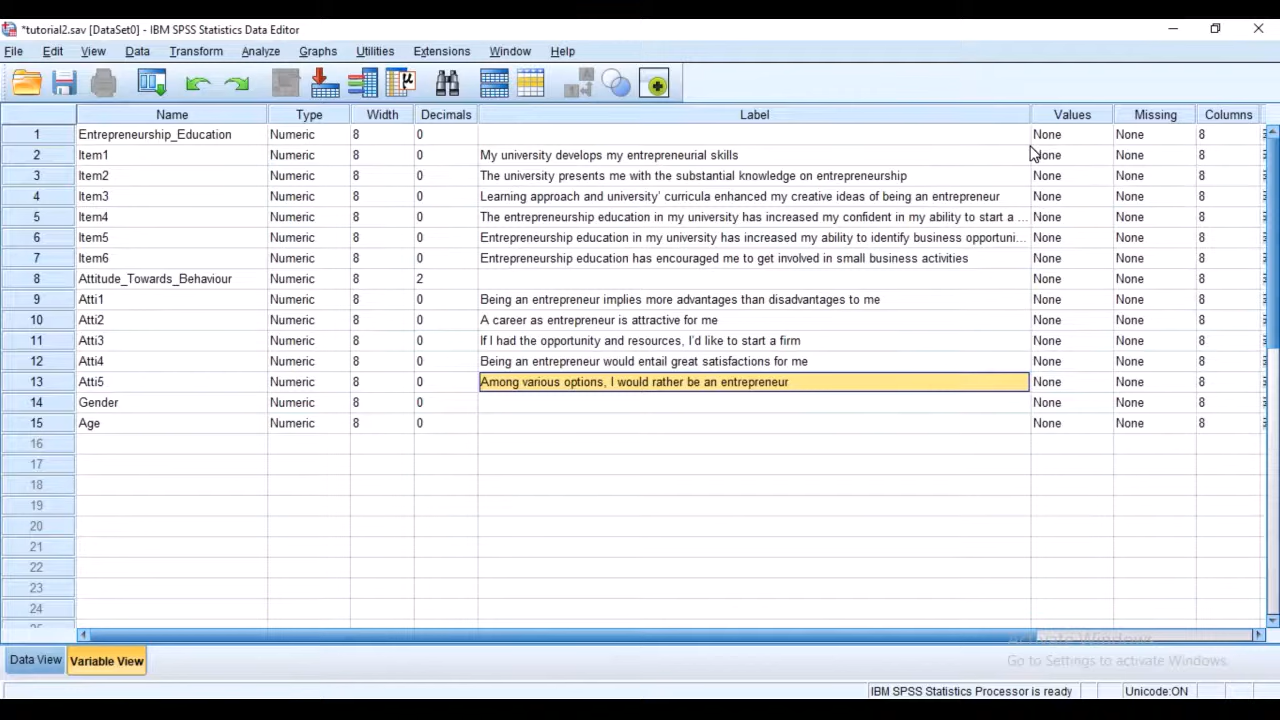 *tutorial2.sav [DataSet0] - IBM SPSS Statistics Data Editor
File Edit View Data Transform Analyze Graphs Utilities Extensions Window Help
Name Type Width Decimals Label Values Missing Columns
1 Entrepreneurship_Education Numeric 8 0 None None 8
2 Item1 Numeric 8 0 My university develops my entrepreneurial skills None None 8
3 Item2 Numeric 8 0 The university presents me with the substantial knowledge on entrepreneurship None None 8
4 Item3 Numeric 8 0 Learning approach and university' curricula enhanced my creative ideas of being an entrepreneur None None 8
5 Item4 Numeric 8 0 The entrepreneurship education in my university has increased my confident in my ability to start a ... None None 8
6 Item5 Numeric 8 0 Entrepreneurship education in my university has increased my ability to identify business opportuni... None None 8
7 Item6 Numeric 8 0 Entrepreneurship education has encouraged me to get involved in small business activities None None 8
8 Attitude_Towards_Behaviour Numeric 8 2 None None 8
9 Atti1 Numeric 8 0 Being an entrepreneur implies more advantages than disadvantages to me None None 8
10 Atti2 Numeric 8 0 A career as entrepreneur is attractive for me None None 8
11 Atti3 Numeric 8 0 If I had the opportunity and resources, I'd like to start a firm None None 8
12 Atti4 Numeric 8 0 Being an entrepreneur would entail great satisfactions for me None None 8
13 Atti5 Numeric 8 0 Among various options, I would rather be an entrepreneur None None 8
14 Gender Numeric 8 0 None None 8
15 Age Numeric 8 0 None None 8
16
17
18
19
20
21
22
23
24
Activate Windows
Go to Settings to activate Windows.
Data View Variable View
IBM SPSS Statistics Processor is ready Unicode:ON